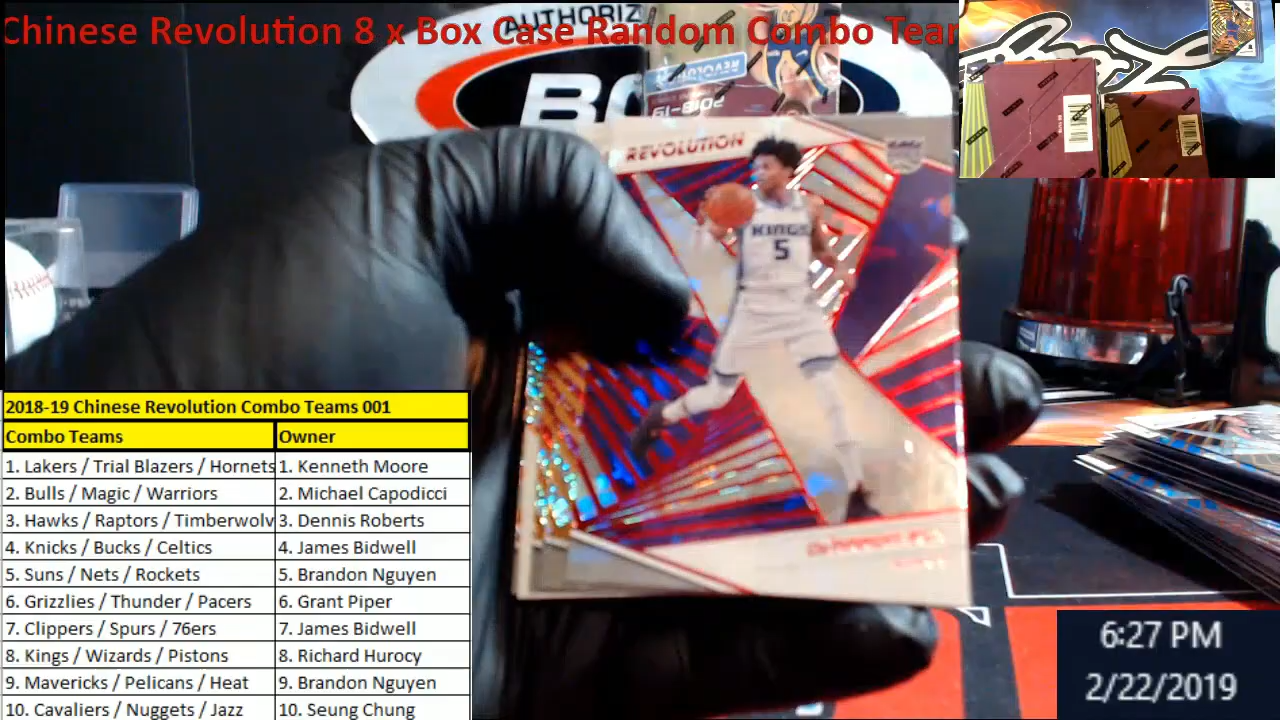 Chinese Revolution 8 x Box Case Random Combo Tear
AUTHORIZ
REVOLUTION
2018-19
REVOLUTION
KINGS
5
2018-19 Chinese Revolution Combo Teams 001
Combo Teams Owner
1. Lakers / Trial Blazers / Hornets 1. Kenneth Moore
2. Bulls / Magic / Warriors 2. Michael Capodicci
3. Hawks / Raptors / Timberwolv 3. Dennis Roberts
4. Knicks / Bucks / Celtics 4. James Bidwell
5. Suns / Nets / Rockets 5. Brandon Nguyen
6. Grizzlies / Thunder / Pacers 6. Grant Piper
7. Clippers / Spurs / 76ers 7. James Bidwell
8. Kings / Wizards / Pistons 8. Richard Hurocy
9. Mavericks / Pelicans / Heat 9. Brandon Nguyen
10. Cavaliers / Nuggets / Jazz 10. Seung Chung
6:27 PM
2/22/2019